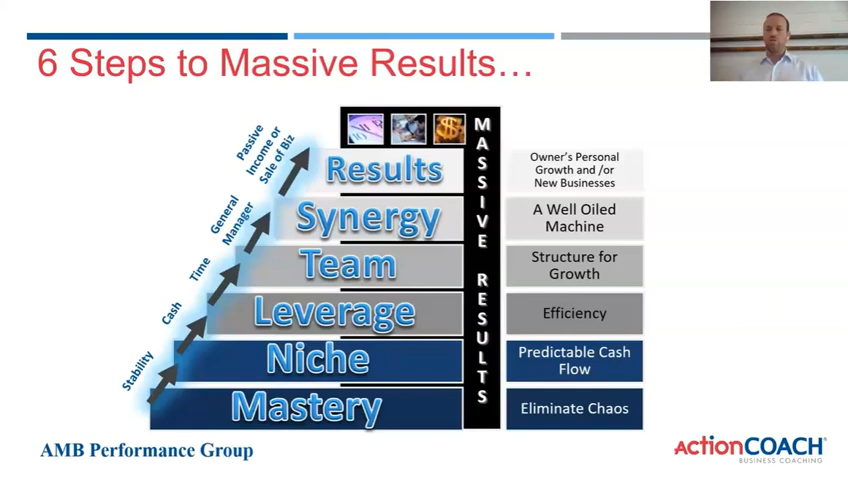 6 Steps to Massive Results…
Passive
Income or
Sale of Biz
General
Manager
Time
Cash
Stability
Results
Synergy
Team
Leverage
Niche
Mastery
MASSIVE RESULTS
Owner's Personal
Growth and /or
New Businesses
A Well Oiled
Machine
Structure for
Growth
Efficiency
Predictable Cash
Flow
Eliminate Chaos
AMB Performance Group
ActionCOACH
BUSINESS COACHING